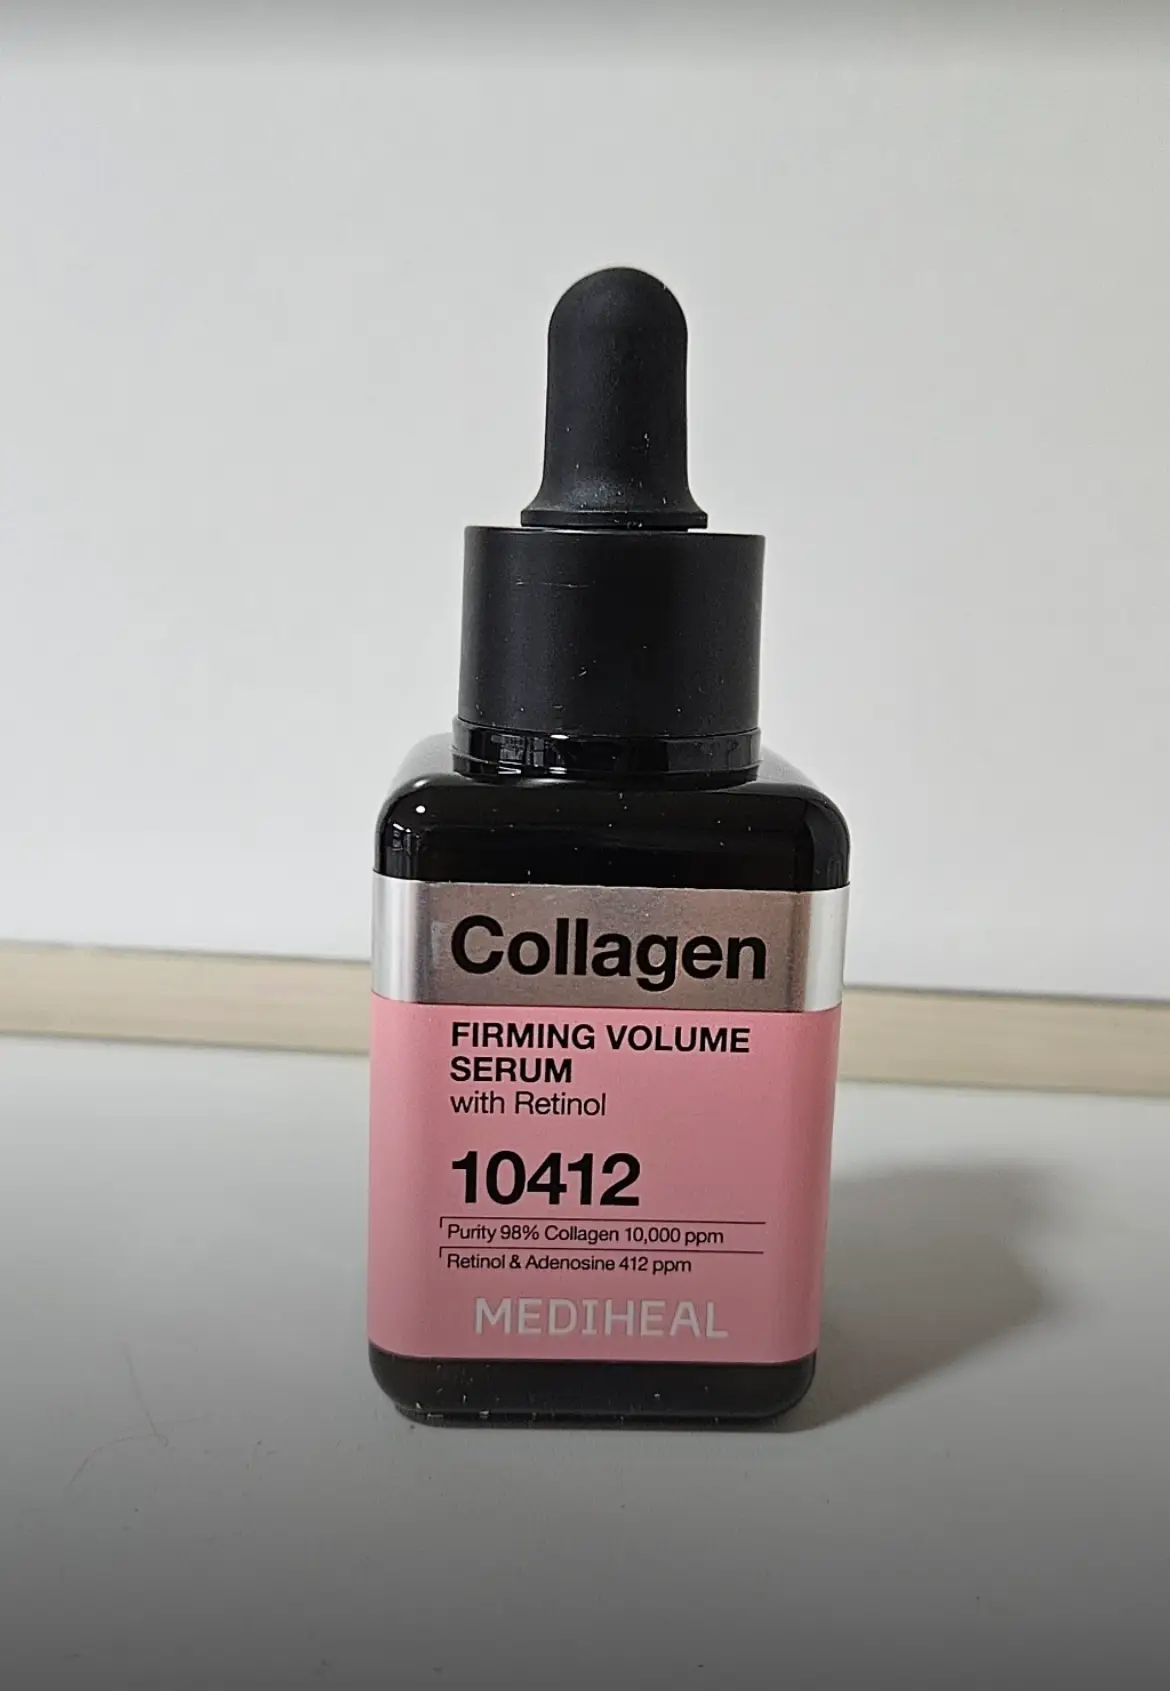 Collagen
FIRMING VOLUME
SERUM
with Retinol
10412
Purity 98% Collagen 10,000 ppm
Retinol & Adenosine 412 ppm
MEDIHEAL